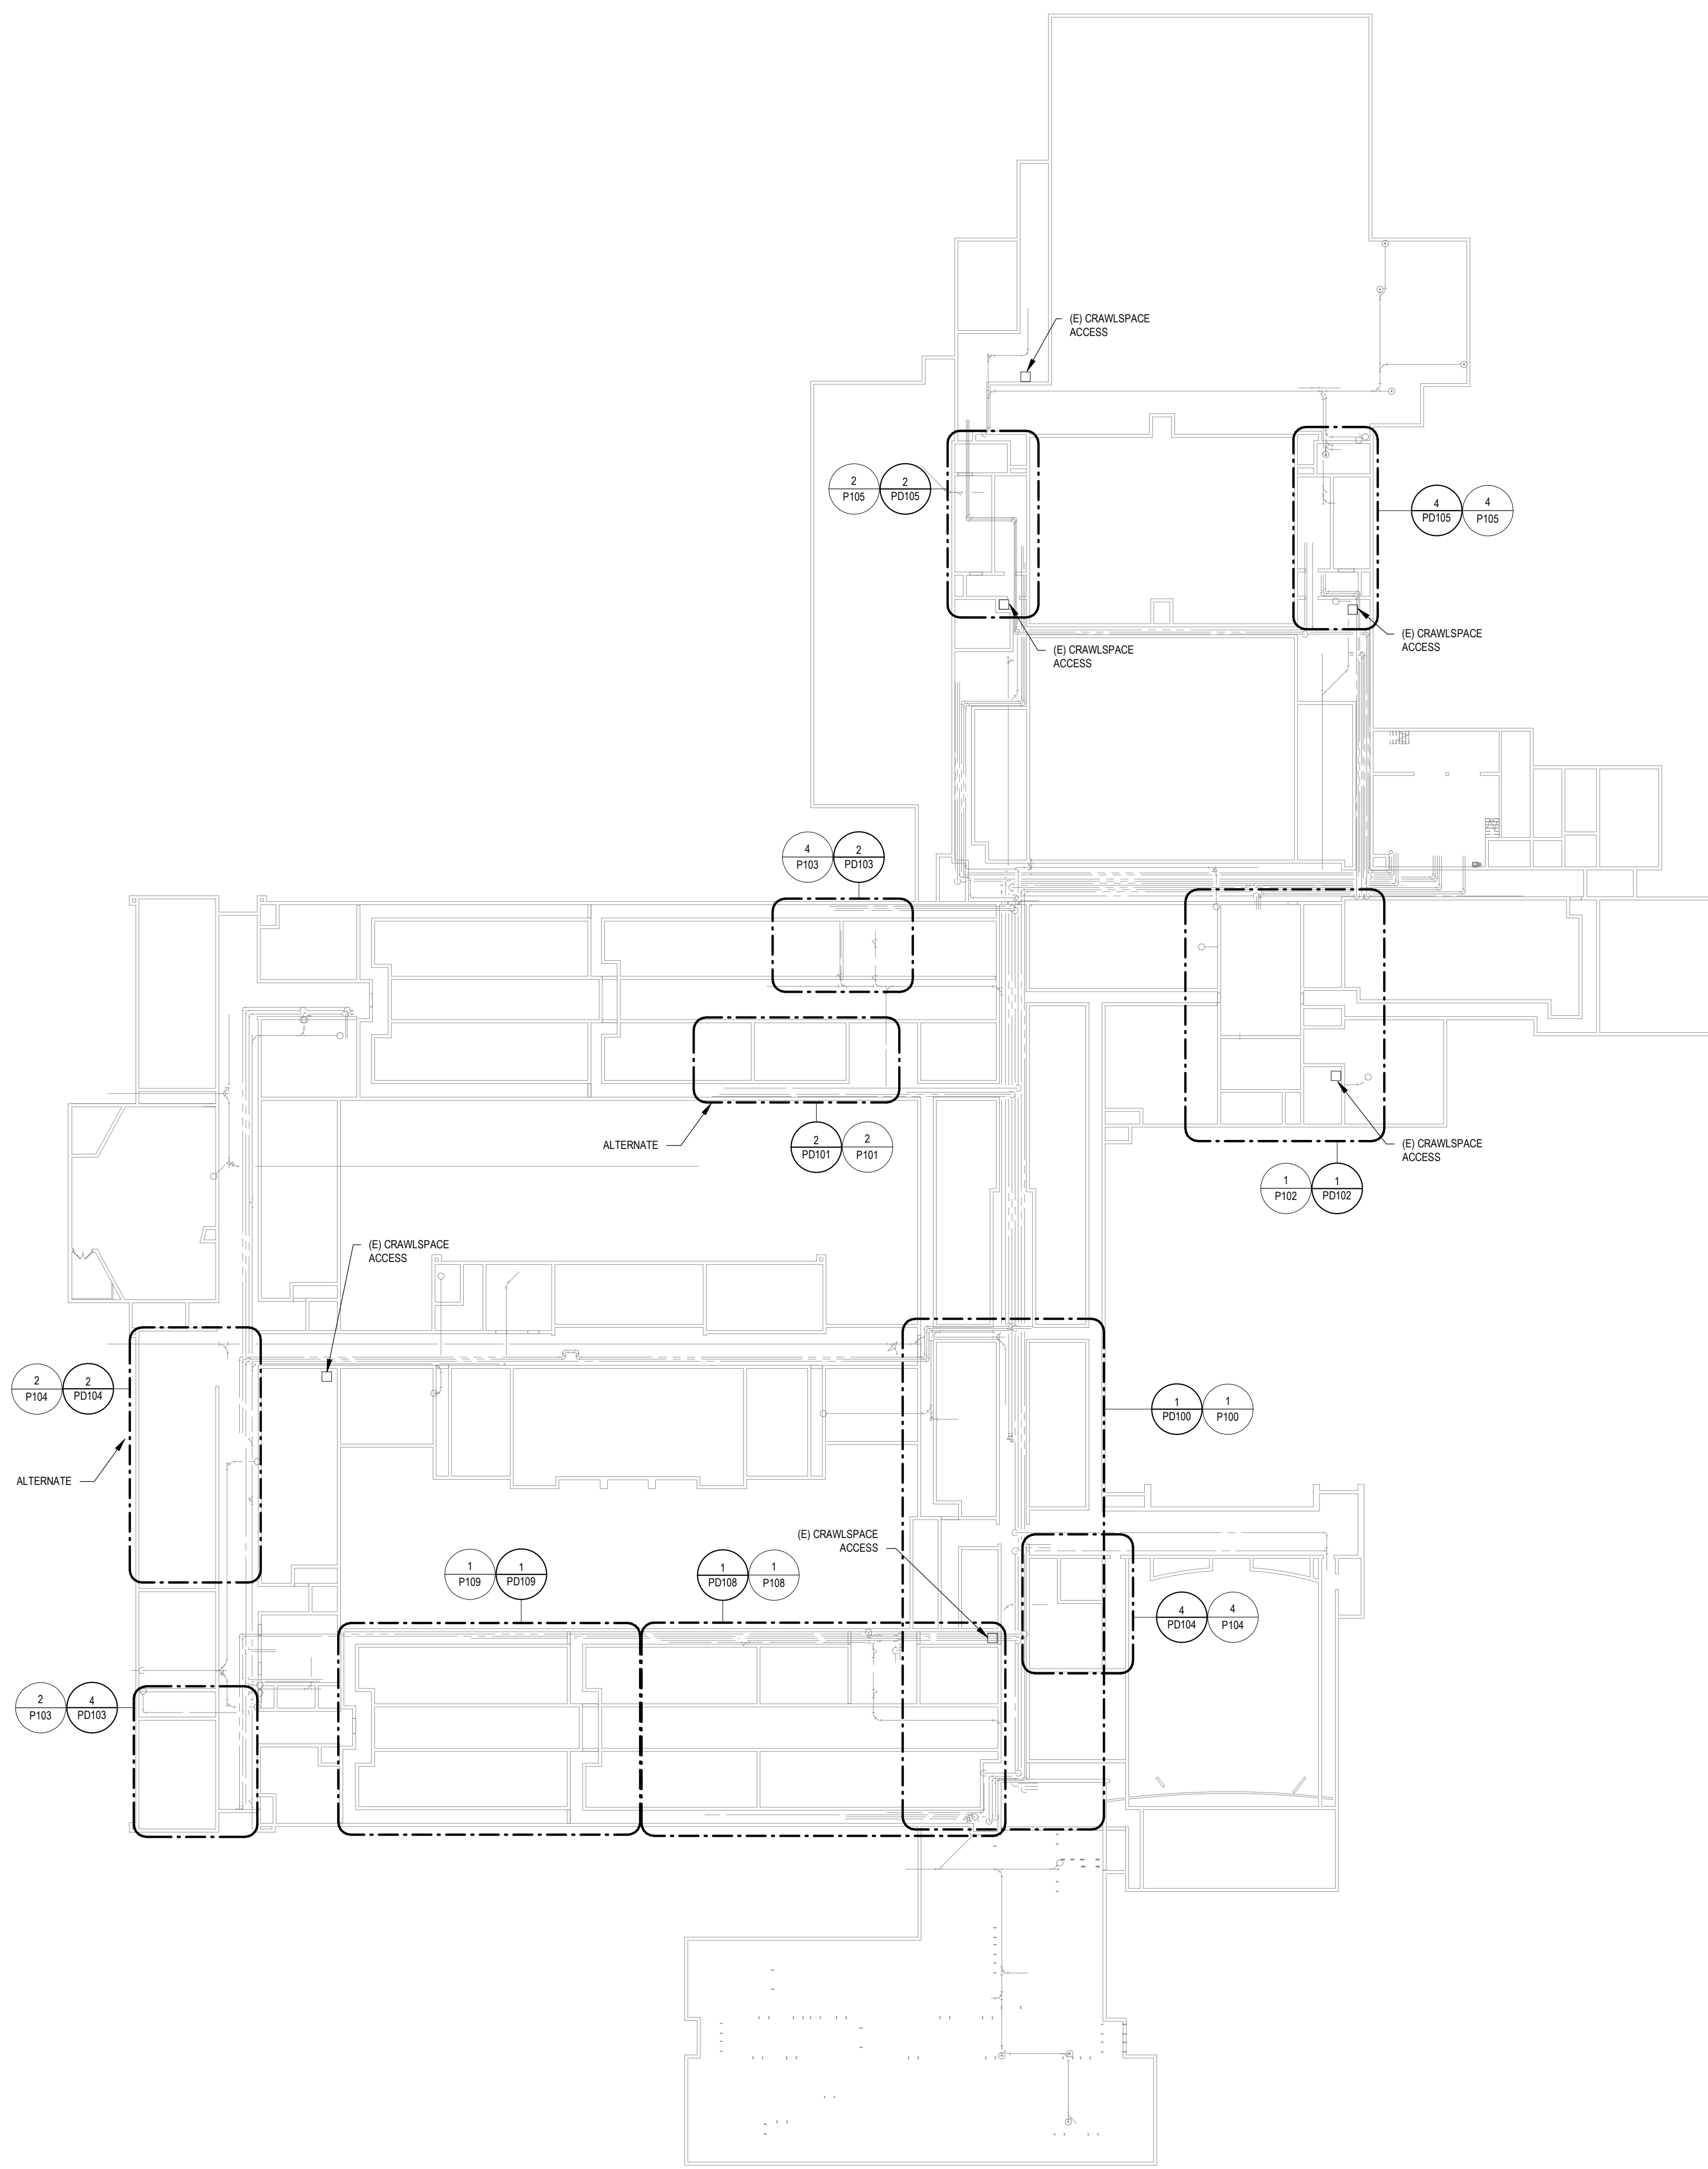 (E) CRAWLSPACE
ACCESS
2
P105
2
PD105
4
PD105
4
P105
(E) CRAWLSPACE
ACCESS
(E) CRAWLSPACE
ACCESS
4
P103
2
PD103
ALTERNATE
2
PD101
2
P101
(E) CRAWLSPACE
ACCESS
1
P102
1
PD102
(E) CRAWLSPACE
ACCESS
2
P104
2
PD104
1
PD100
1
P100
ALTERNATE
(E) CRAWLSPACE
ACCESS
1
P109
1
PD109
1
PD108
1
P108
4
PD104
4
P104
2
P103
4
PD103